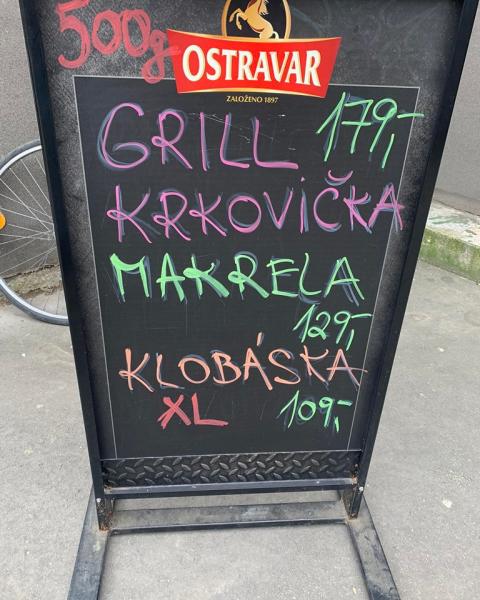 500g
OSTRAVAR
ZALOŽENO 1897
GRILL 179,-
KRKOVIČKA
MAKRELA
129,-
KLOBÁSKA
XL 109,-